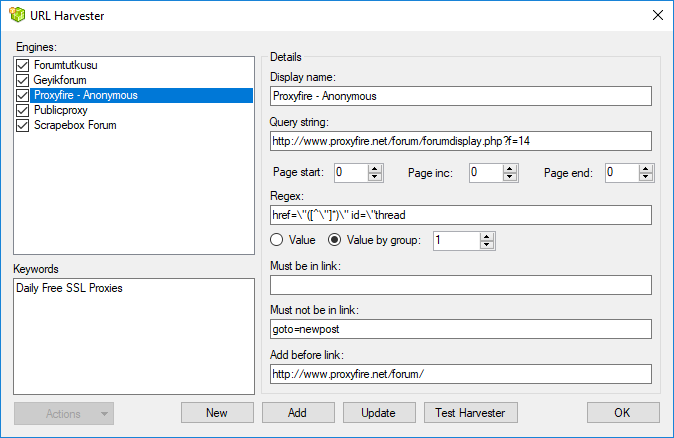 URL Harvester
Engines:
Forumtutkusu
Geyikforum
Proxyfire - Anonymous
Publicproxy
Scrapebox Forum
Keywords
Daily Free SSL Proxies
Details
Display name:
Proxyfire - Anonymous
Query string:
http://www.proxyfire.net/forum/forumdisplay.php?f=14
Page start: 0 Page inc: 0 Page end: 0
Regex:
href=\"([^\"]*)\" id=\"thread
Value Value by group: 1
Must be in link:
Must not be in link:
goto=newpost
Add before link:
http://www.proxyfire.net/forum/
Actions New Add Update Test Harvester OK